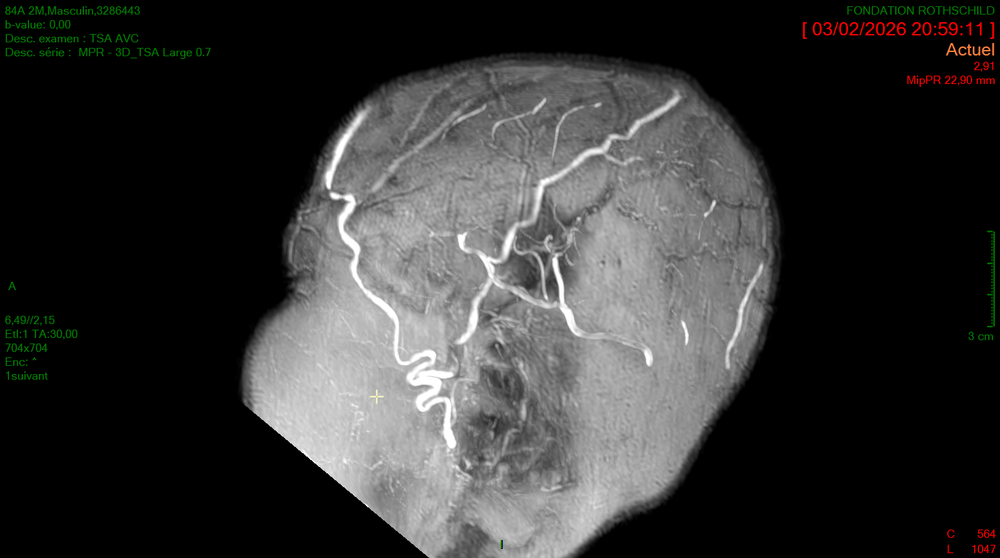 84A 2M,Masculin,3286443
b-value: 0,00
Desc. examen : TSA AVC
Desc. série : MPR - 3D_TSA Large 0.7
FONDATION ROTHSCHILD
[ 03/02/2026 20:59:11 ]
Actuel
2,91
MipPR 22,90 mm
A
6,49//2,15
Etl:1 TA:30,00
704x704
Enc: ^
1suivant
3 cm
C 564
L 1047